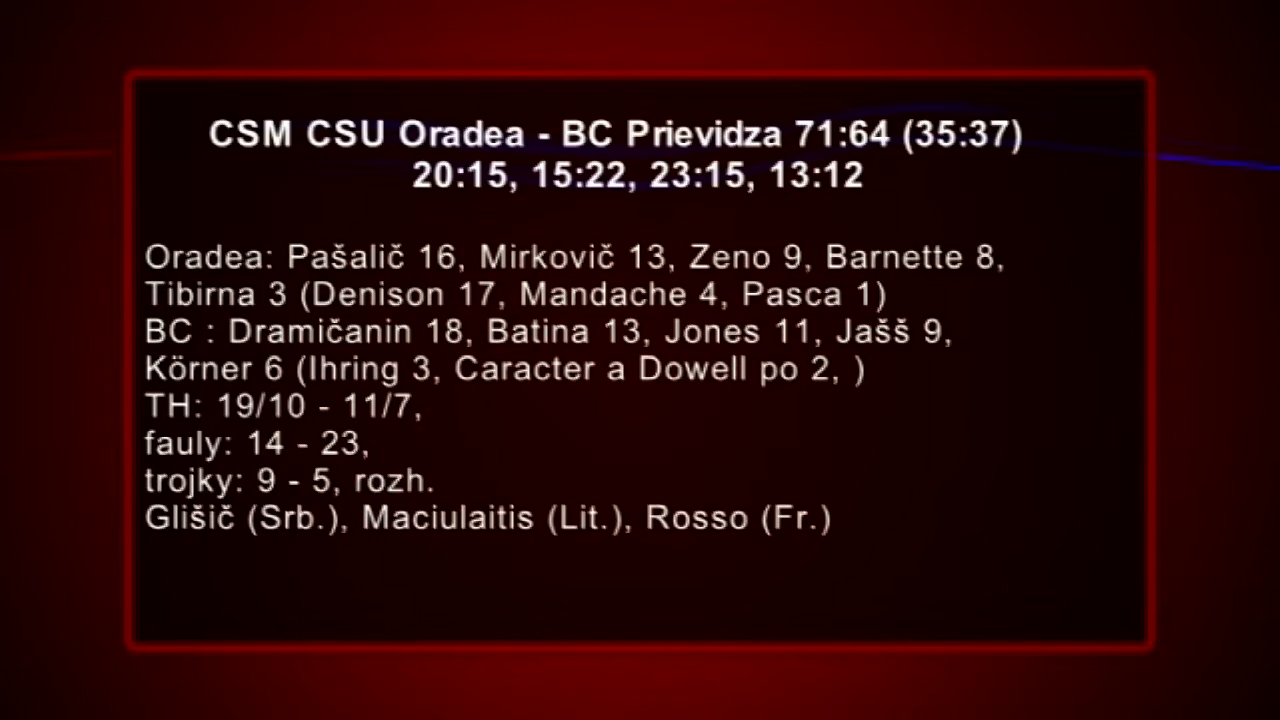 CSM CSU Oradea - BC Prievidza 71:64 (35:37)
20:15, 15:22, 23:15, 13:12
Oradea: Pašalič 16, Mirkovič 13, Zeno 9, Barnette 8,
Tibirna 3 (Denison 17, Mandache 4, Pasca 1)
BC : Dramičanin 18, Batina 13, Jones 11, Jašš 9,
Körner 6 (Ihring 3, Caracter a Dowell po 2, )
TH: 19/10 - 11/7,
fauly: 14 - 23,
trojky: 9 - 5, rozh.
Glišič (Srb.), Maciulaitis (Lit.), Rosso (Fr.)